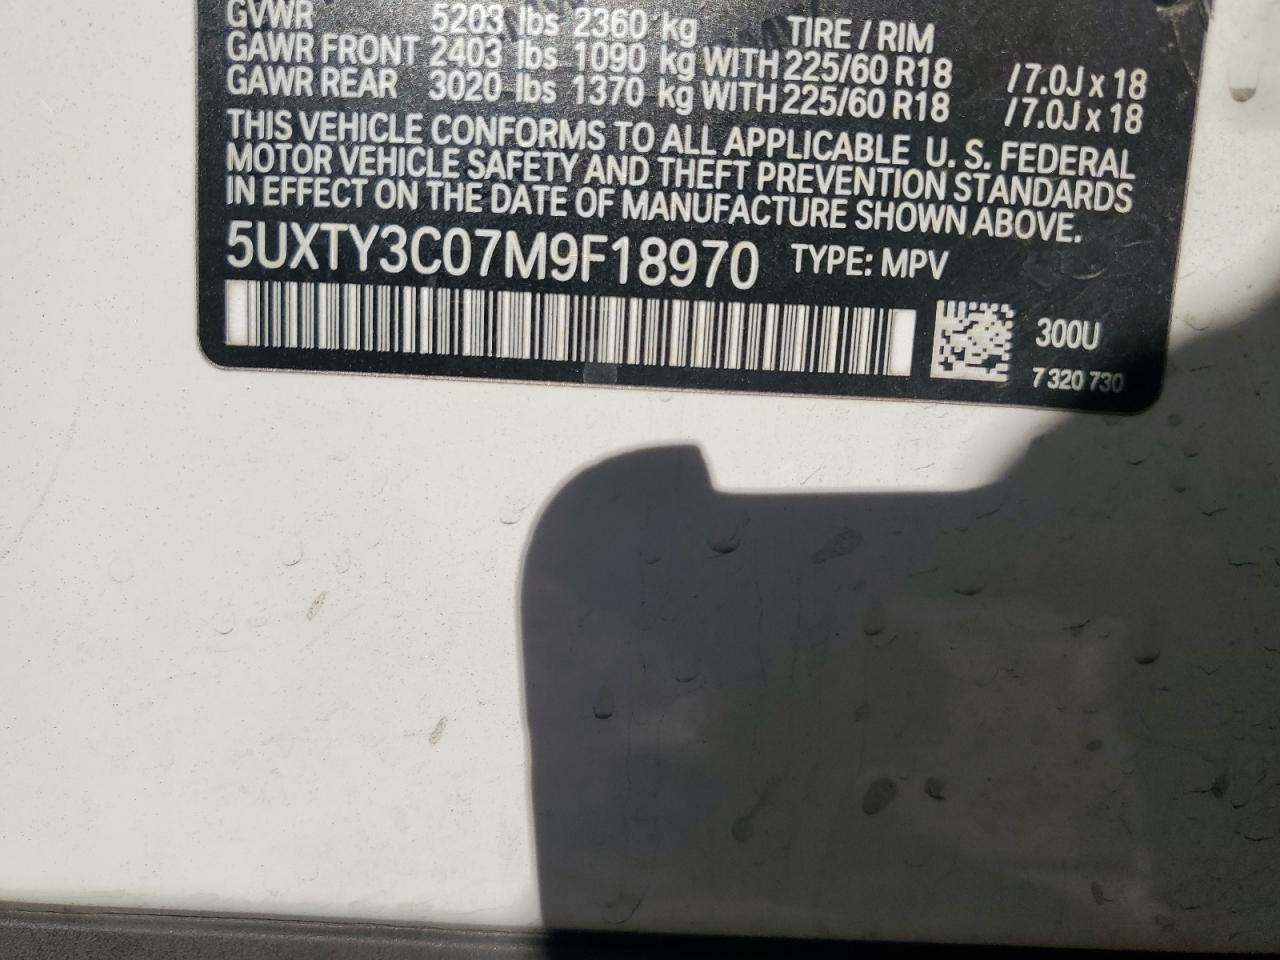 GVWR 5203 lbs 2360 kg TIRE / RIM
GAWR FRONT 2403 lbs 1090 kg WITH 225/60 R18 /7.0J x 18
GAWR REAR 3020 lbs 1370 kg WITH 225/60 R18 /7.0J x 18
THIS VEHICLE CONFORMS TO ALL APPLICABLE U. S. FEDERAL
MOTOR VEHICLE SAFETY AND THEFT PREVENTION STANDARDS
IN EFFECT ON THE DATE OF MANUFACTURE SHOWN ABOVE.
5UXTY3C07M9F18970 TYPE: MPV
300U
7 320 730